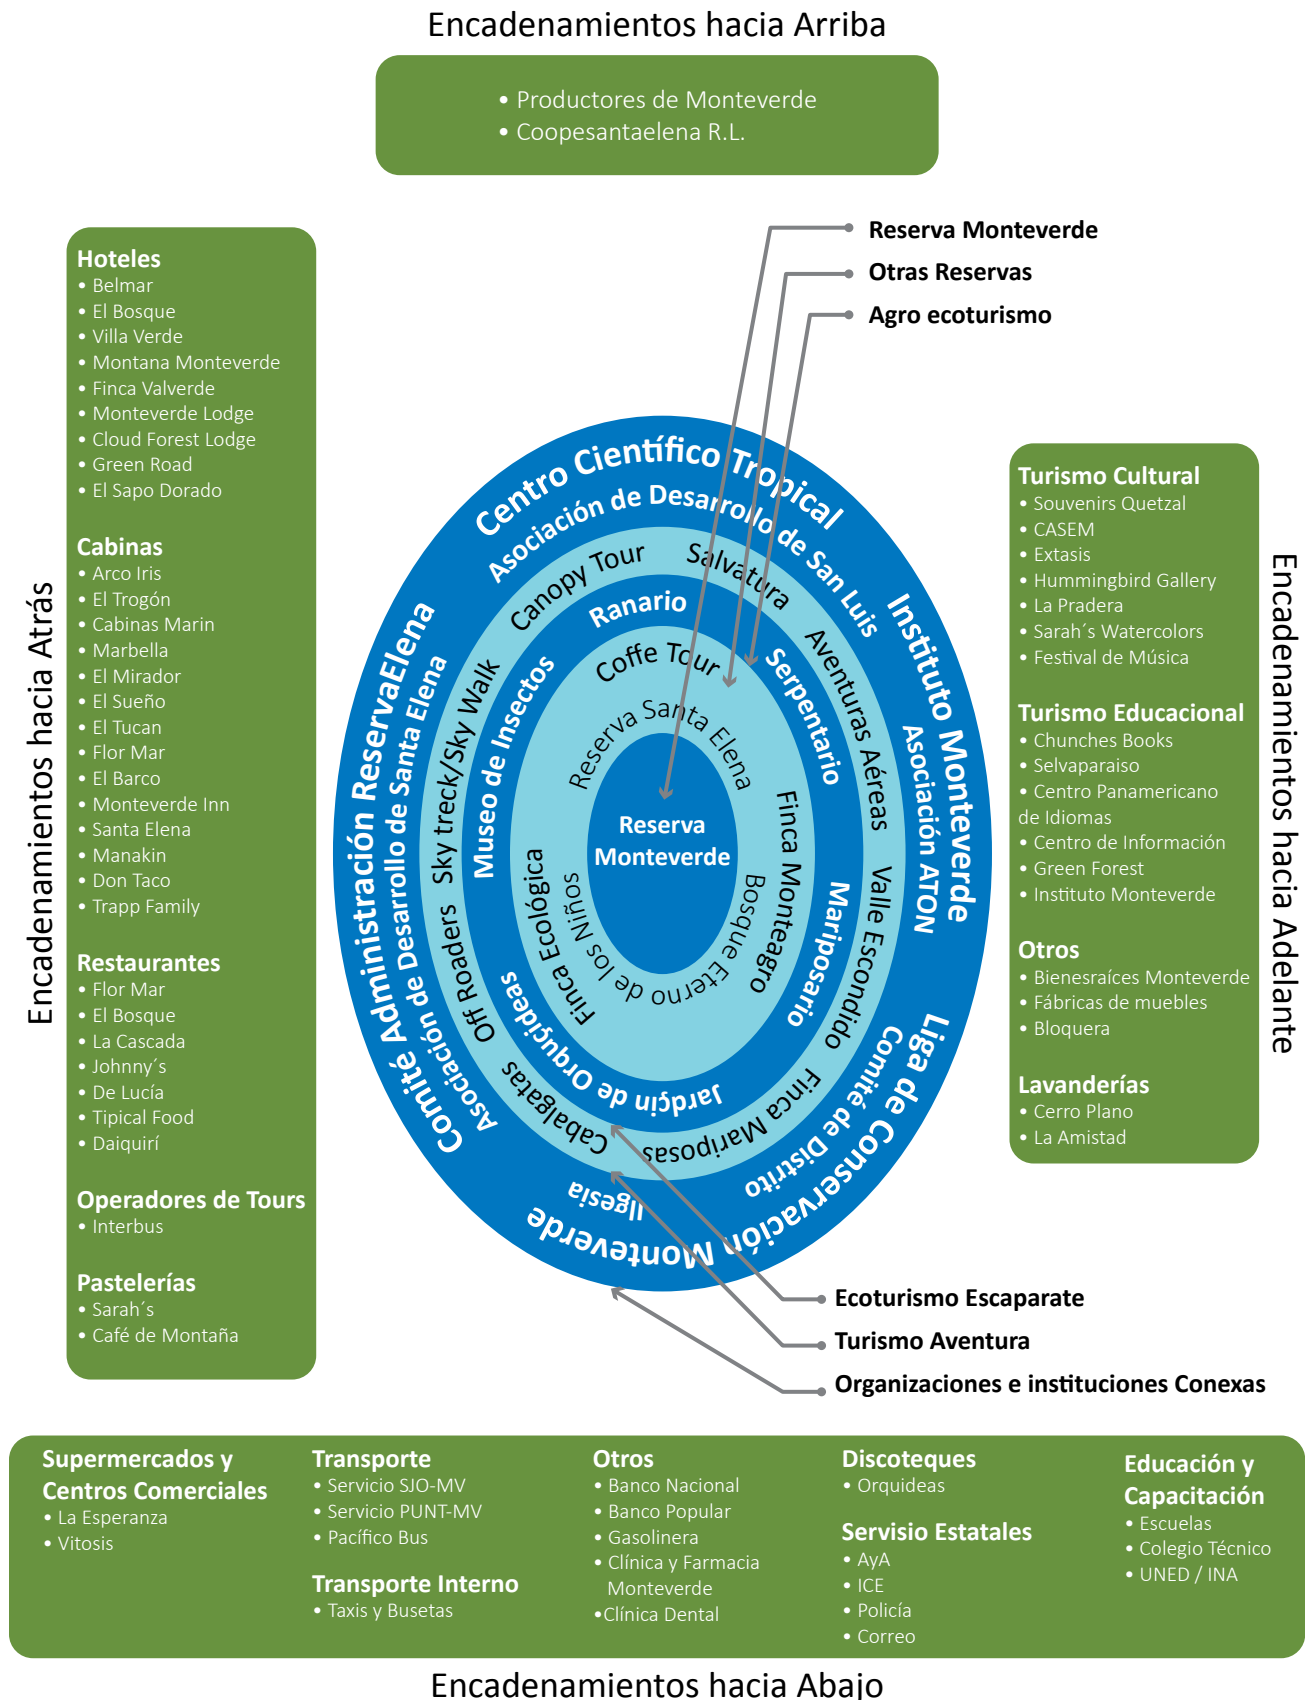 Encadenamientos hacia Arriba
• Productores de Monteverde
• Coopesantaelena R.L.
Reserva Monteverde
Otras Reservas
Agro ecoturismo
Encadenamientos hacia Atrás
Hoteles
• Belmar
• El Bosque
• Villa Verde
• Montana Monteverde
• Finca Valverde
• Monteverde Lodge
• Cloud Forest Lodge
• Green Road
• El Sapo Dorado
Cabinas
• Arco Iris
• El Trogón
• Cabinas Marin
• Marbella
• El Mirador
• El Sueño
• El Tucan
• Flor Mar
• El Barco
• Monteverde Inn
• Santa Elena
• Manakin
• Don Taco
• Trapp Family
Restaurantes
• Flor Mar
• El Bosque
• La Cascada
• Johnny´s
• De Lucía
• Tipical Food
• Daiquirí
Operadores de Tours
• Interbus
Pastelerías
• Sarah´s
• Café de Montaña
Centro Científico Tropical
Instituto Monteverde
Liga de Conservación Monteverde
Comité Administración ReservaElena
Asociación de Desarrollo de San Luis
Asociación ATON
Comité de Distrito
Ilgesia
Asociación de Desarrollo de Santa Elena
Canopy Tour
Salvatura
Aventuras Aéreas
Valle Escondido
Finca Mariposas
Cabalgatas
Off Roaders
Sky treck/Sky Walk
Ranario
Serpentario
Mariposario
Jardçin de Orquçideas
Museo de Insectos
Coffe Tour
Finca Monteagro
Finca Ecológica
Reserva Santa Elena
Bosque Eterno de los Niños
Reserva
Monteverde
Turismo Cultural
• Souvenirs Quetzal
• CASEM
• Extasis
• Hummingbird Gallery
• La Pradera
• Sarah´s Watercolors
• Festival de Música
Turismo Educacional
• Chunches Books
• Selvaparaiso
• Centro Panamericano
de Idiomas
• Centro de Información
• Green Forest
• Instituto Monteverde
Otros
• Bienesraíces Monteverde
• Fábricas de muebles
• Bloquera
Lavanderías
• Cerro Plano
• La Amistad
Encadenamientos hacia Adelante
Ecoturismo Escaparate
Turismo Aventura
Organizaciones e instituciones Conexas
Supermercados y
Centros Comerciales
• La Esperanza
• Vitosis
Transporte
• Servicio SJO-MV
• Servicio PUNT-MV
• Pacífico Bus
Transporte Interno
• Taxis y Busetas
Otros
• Banco Nacional
• Banco Popular
• Gasolinera
• Clínica y Farmacia
Monteverde
•Clínica Dental
Discoteques
• Orquideas
Servisio Estatales
• AyA
• ICE
• Policía
• Correo
Educación y
Capacitación
• Escuelas
• Colegio Técnico
• UNED / INA
Encadenamientos hacia Abajo